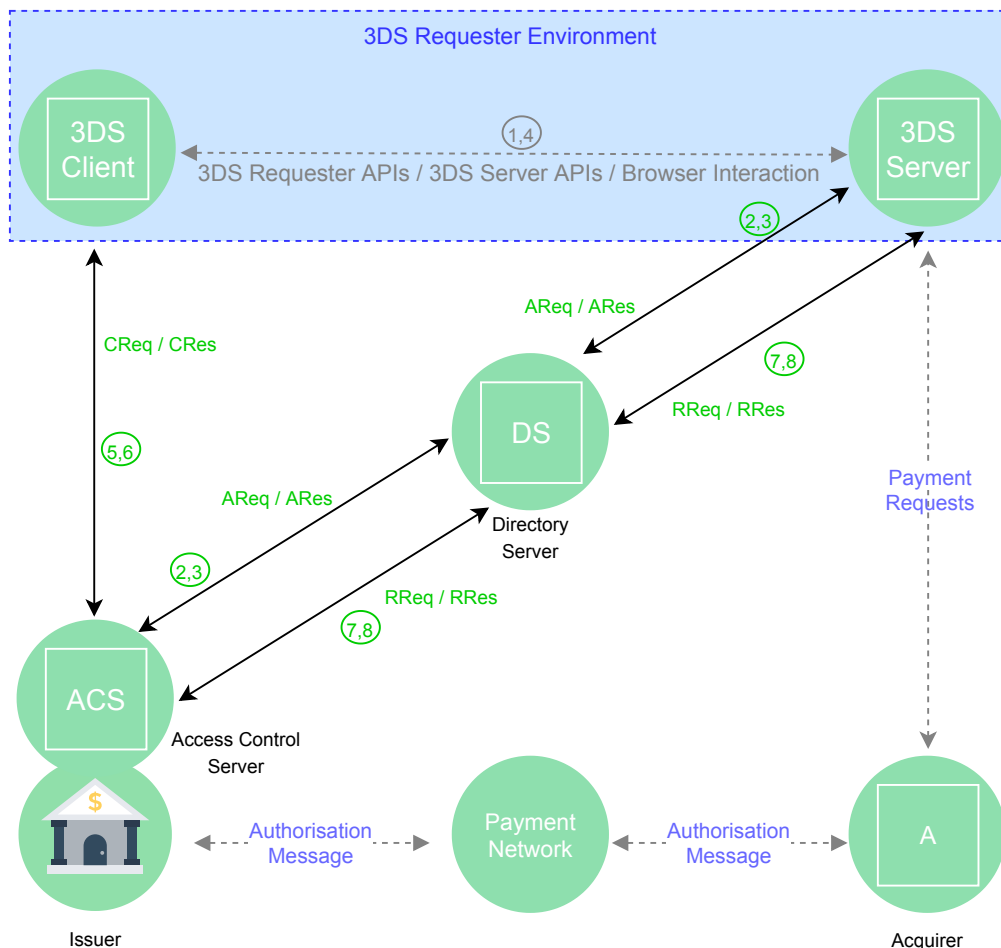 3DS Requester Environment
3DS
Client
1,4
3DS
Server
3DS Requester APIs / 3DS Server APIs / Browser Interaction
2,3
AReq / ARes
CReq / CRes
7,8
RReq / RRes
DS
5,6
AReq / ARes
Payment
Requests
Directory
Server
2,3
RReq / RRes
7,8
ACS
Access Control
Server
$
Authorisation
Message
Payment
Network
Authorisation
Message
A
Issuer
Acquirer